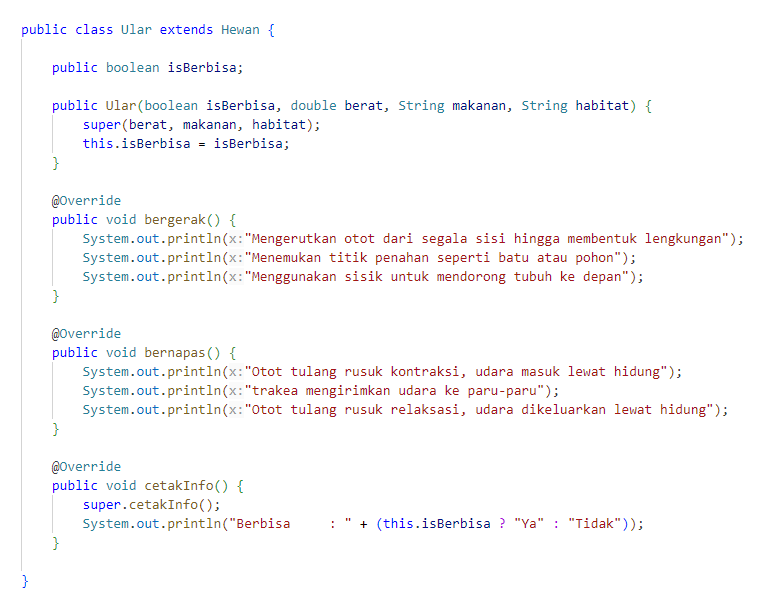 public class Ular extends Hewan {
public boolean isBerbisa;
public Ular(boolean isBerbisa, double berat, String makanan, String habitat) {
super(berat, makanan, habitat);
this.isBerbisa = isBerbisa;
}
@Override
public void bergerak() {
System.out.println(x:"Mengerutkan otot dari segala sisi hingga membentuk lengkungan");
System.out.println(x:"Menemukan titik penahan seperti batu atau pohon");
System.out.println(x:"Menggunakan sisik untuk mendorong tubuh ke depan");
}
@Override
public void bernapas() {
System.out.println(x:"Otot tulang rusuk kontraksi, udara masuk lewat hidung");
System.out.println(x:"trakea mengirimkan udara ke paru-paru");
System.out.println(x:"Otot tulang rusuk relaksasi, udara dikeluarkan lewat hidung");
}
@Override
public void cetakInfo() {
super.cetakInfo();
System.out.println("Berbisa     : " + (this.isBerbisa ? "Ya" : "Tidak"));
}
}